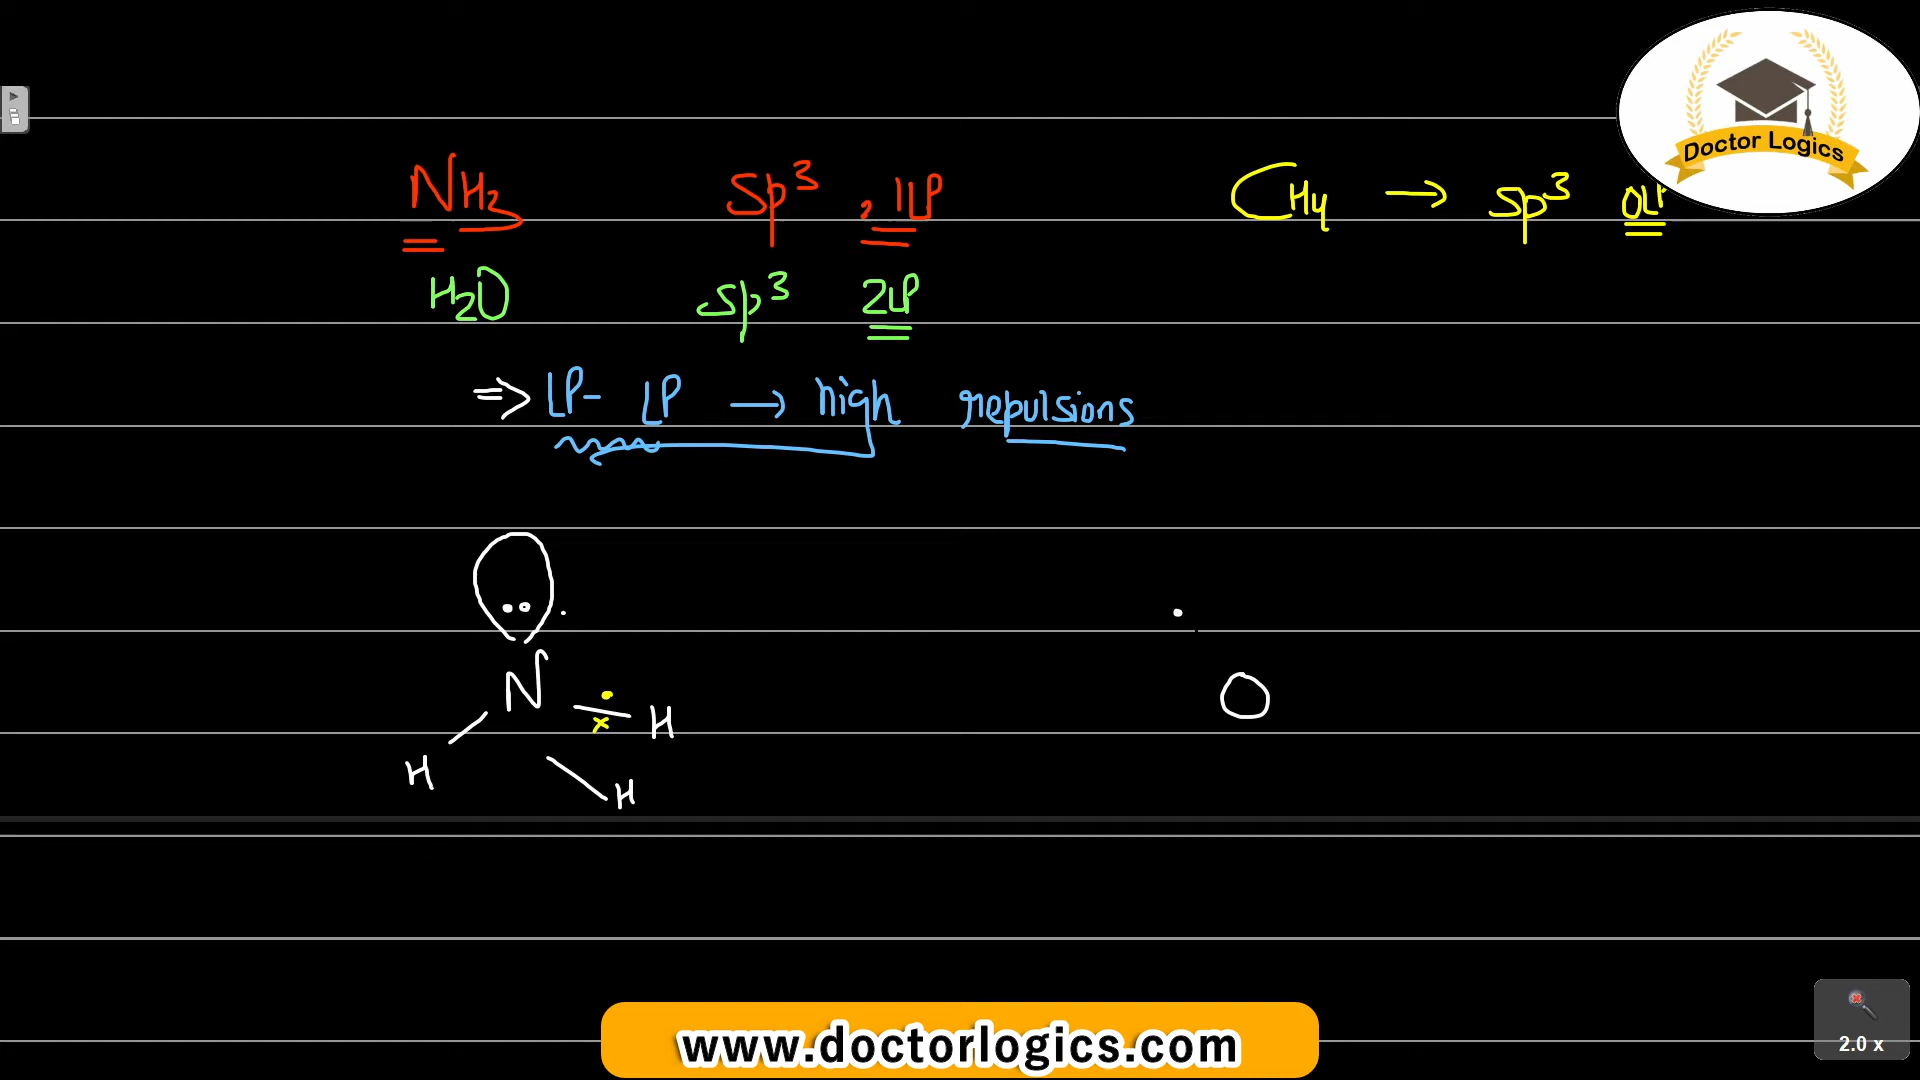 NH₃ Sp³ , 1LP CH₄ → Sp³ 0LP
H₂O Sp³ 2LP
⇒ LP- LP → high repulsions
N H
H H
O
Doctor Logics
www.doctorlogics.com
2.0 x